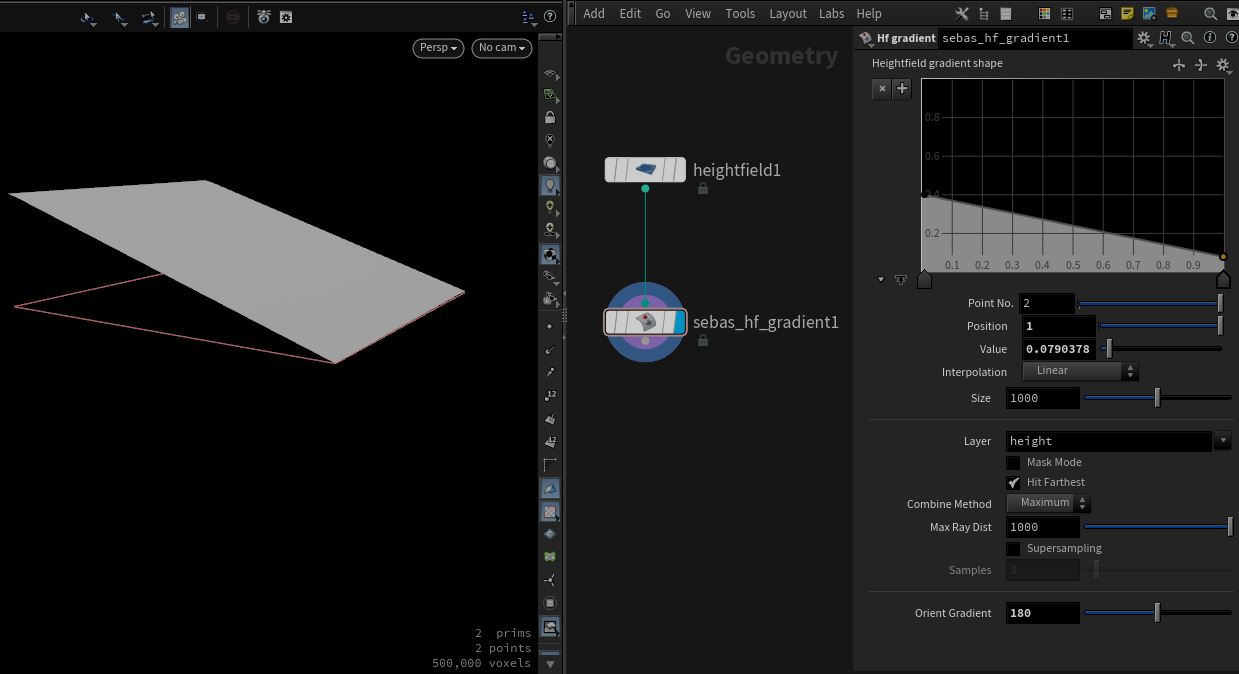 Persp
No cam
2 prims
2 points
500,000 voxels
Add Edit Go View Tools Layout Labs Help
Geometry
heightfield1
sebas_hf_gradient1
Hf gradient sebas_hf_gradient1
Heightfield gradient shape
0.8
0.6
0.4
0.2
0.1 0.2 0.3 0.4 0.5 0.6 0.7 0.8 0.9
Point No. 2
Position 1
Value 0.0790378
Interpolation Linear
Size 1000
Layer height
Mask Mode
Hit Farthest
Combine Method Maximum
Max Ray Dist 1000
Supersampling
Samples 3
Orient Gradient 180